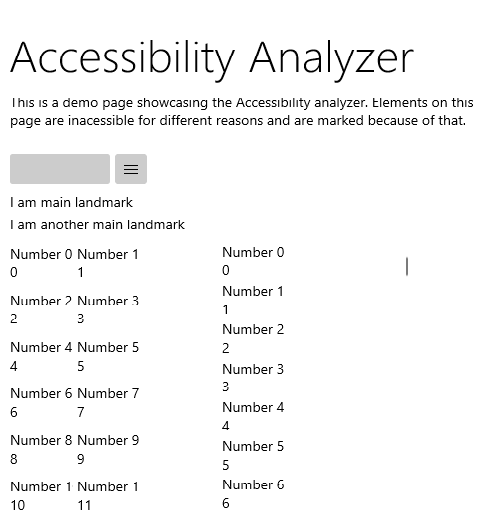 Accessibility Analyzer
This is a demo page showcasing the Accessibility analyzer. Elements on this
page are inacessible for different reasons and are marked because of that.
I am main landmark
I am another main landmark
Number 0 Number 1
0 1
Number 2 Number 3
2 3
Number 4 Number 5
4 5
Number 6 Number 7
6 7
Number 8 Number 9
8 9
Number 1 Number 1
10 11
Number 0
0
Number 1
1
Number 2
2
Number 3
3
Number 4
4
Number 5
5
Number 6
6